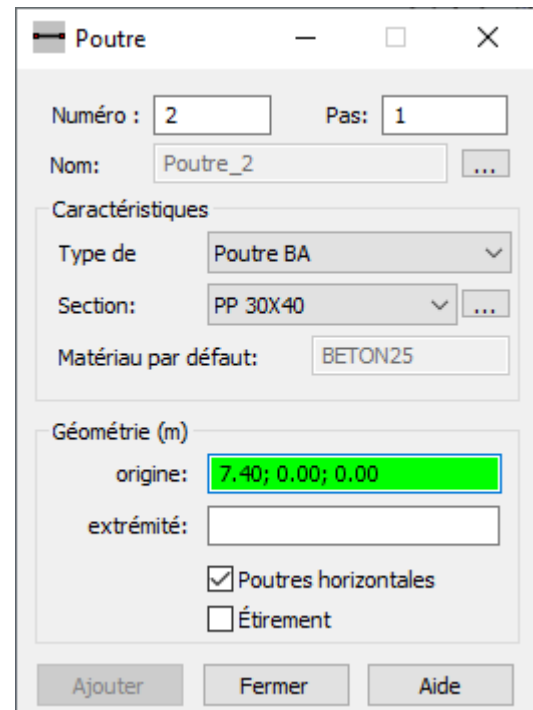 Poutre
Numéro : 2 Pas: 1
Nom: Poutre_2 ...
Caractéristiques
Type de Poutre BA
Section: PP 30X40 ...
Matériau par défaut: BETON25
Géométrie (m)
origine: 7.40; 0.00; 0.00
extrémité:
Poutres horizontales
Étirement
Ajouter Fermer Aide